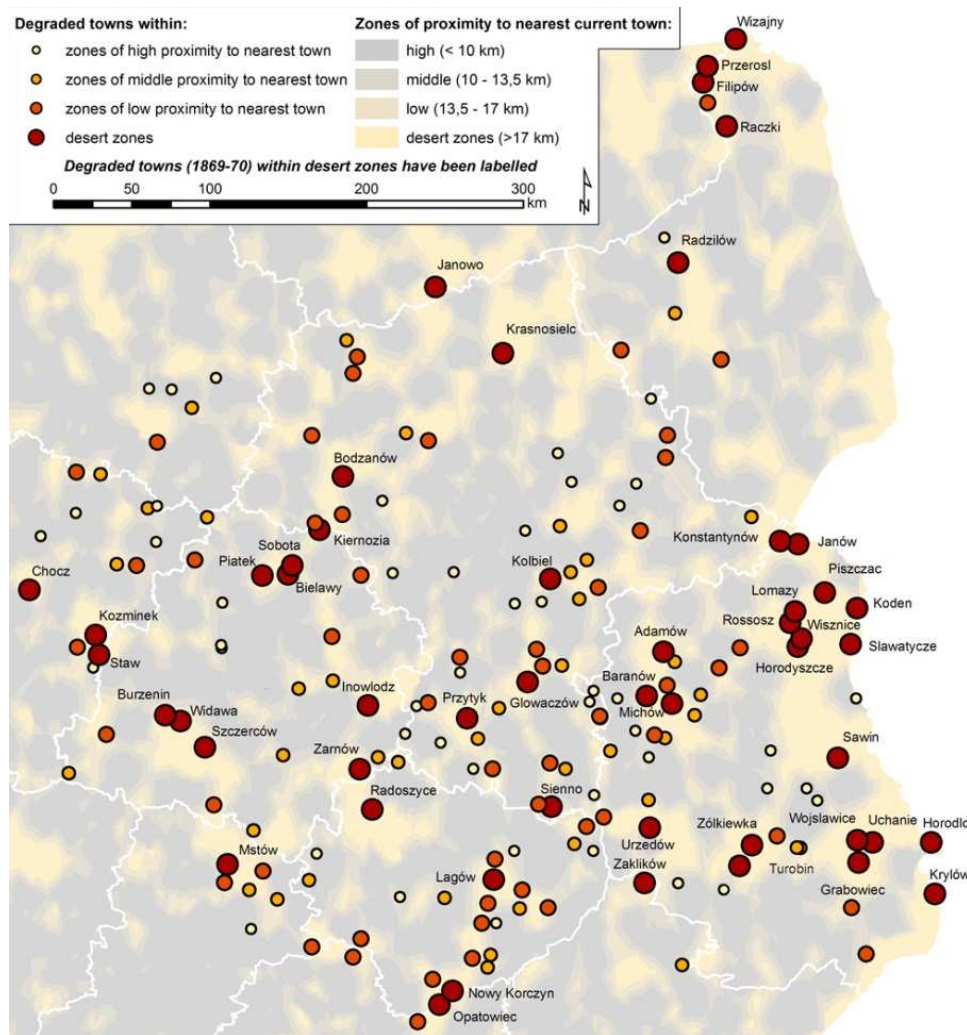 Degraded towns within:
zones of high proximity to nearest town
zones of middle proximity to nearest town
zones of low proximity to nearest town
desert zones
Zones of proximity to nearest current town:
high (< 10 km)
middle (10 - 13,5 km)
low (13,5 - 17 km)
desert zones (>17 km)
Degraded towns (1869-70) within desert zones have been labelled
0 100 200 300
km
N
Wizajny
Przerosl
Filipów
Raczki
Radzilów
Janowo
Krasnosielc
Bodzanów
Kiernozia
Sobota
Piatek
Bielawy
Kolbiel
Konstantynów
Janów
Piszczac
Chocz
Lomazy
Koden
Kozminek
Rossosz
Wisznice
Staw
Adamów
Horodyszcze
Slawatycze
Burzenin
Widawa
Inowlodz
Przytyk
Glowaczów
Baranów
Michów
Szczerców
Zarnów
Sawin
Radoszyce
Sienno
Urzedów
Zólkiewka
Wojslawice
Uchanie
Horodlo
Mstów
Lagów
Zaklików
Turobin
Grabowiec
Krylów
Nowy Korczyn
Opatowiec